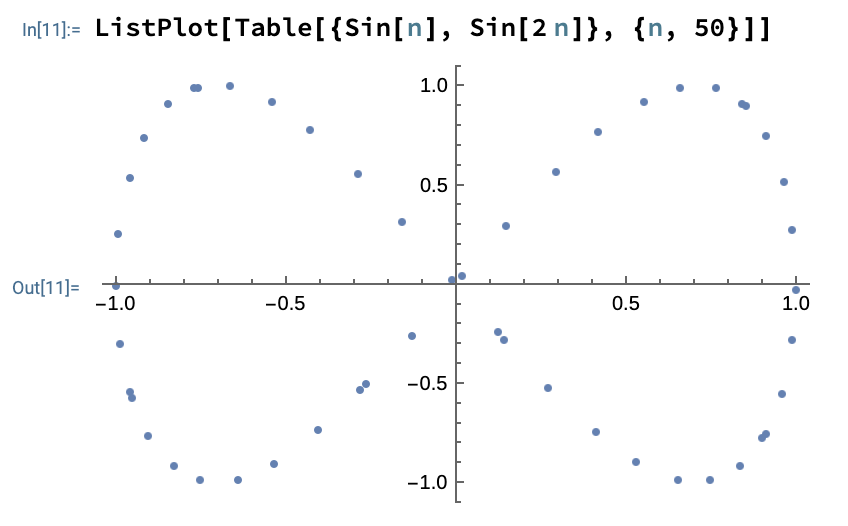 In[11]:= ListPlot[Table[{Sin[n], Sin[2 n]}, {n, 50}]]
1.0
0.5
Out[11]=
−1.0 −0.5 0.5 1.0
−0.5
−1.0